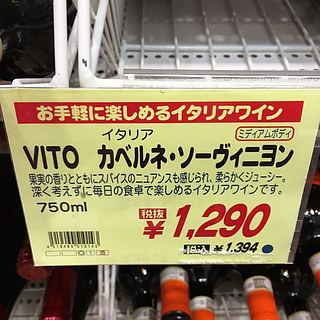 お手軽に楽しめるイタリアワイン
イタリア
ミディアムボディ
VITO カベルネ・ソーヴィニヨン
果実の香りとともにスパイスのニュアンスも感じられ、柔らかくジューシー。
深く考えずに毎日の食卓で楽しめるイタリアワインです。
750ml
税抜 ¥1,290
税込 ¥1,394